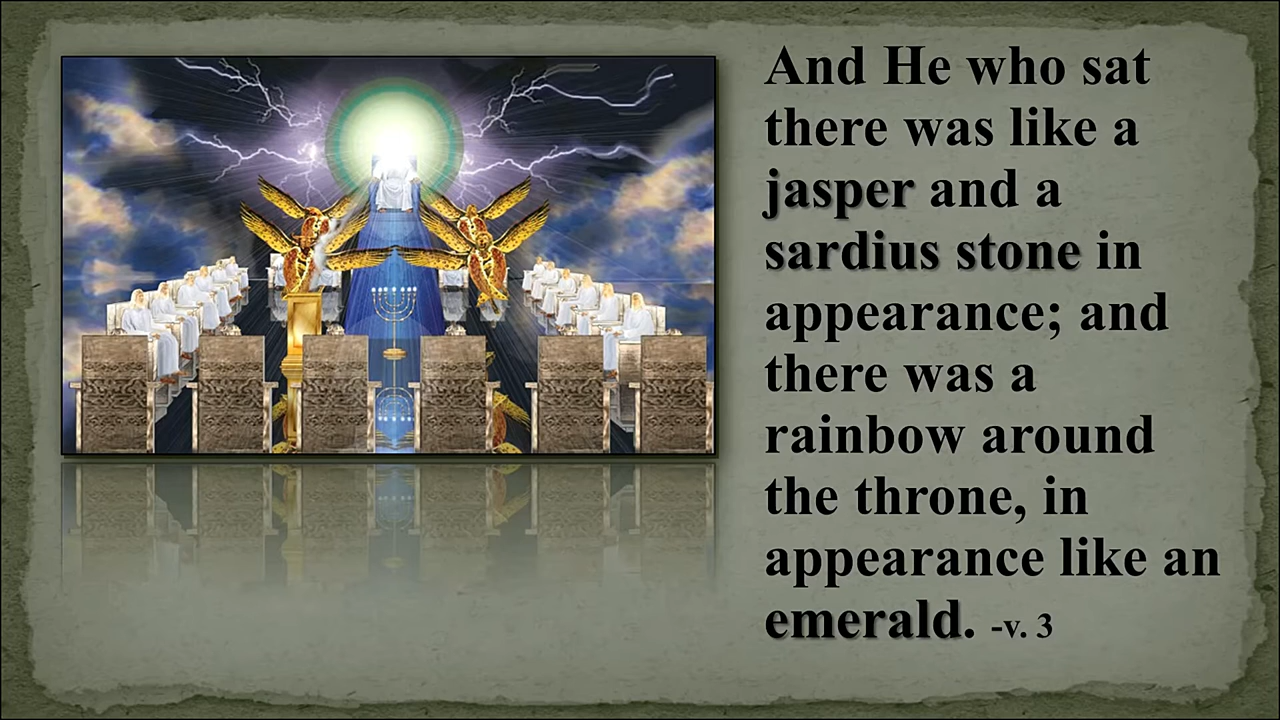 And He who sat
there was like a
jasper and a
sardius stone in
appearance; and
there was a
rainbow around
the throne, in
appearance like an
emerald. -v. 3